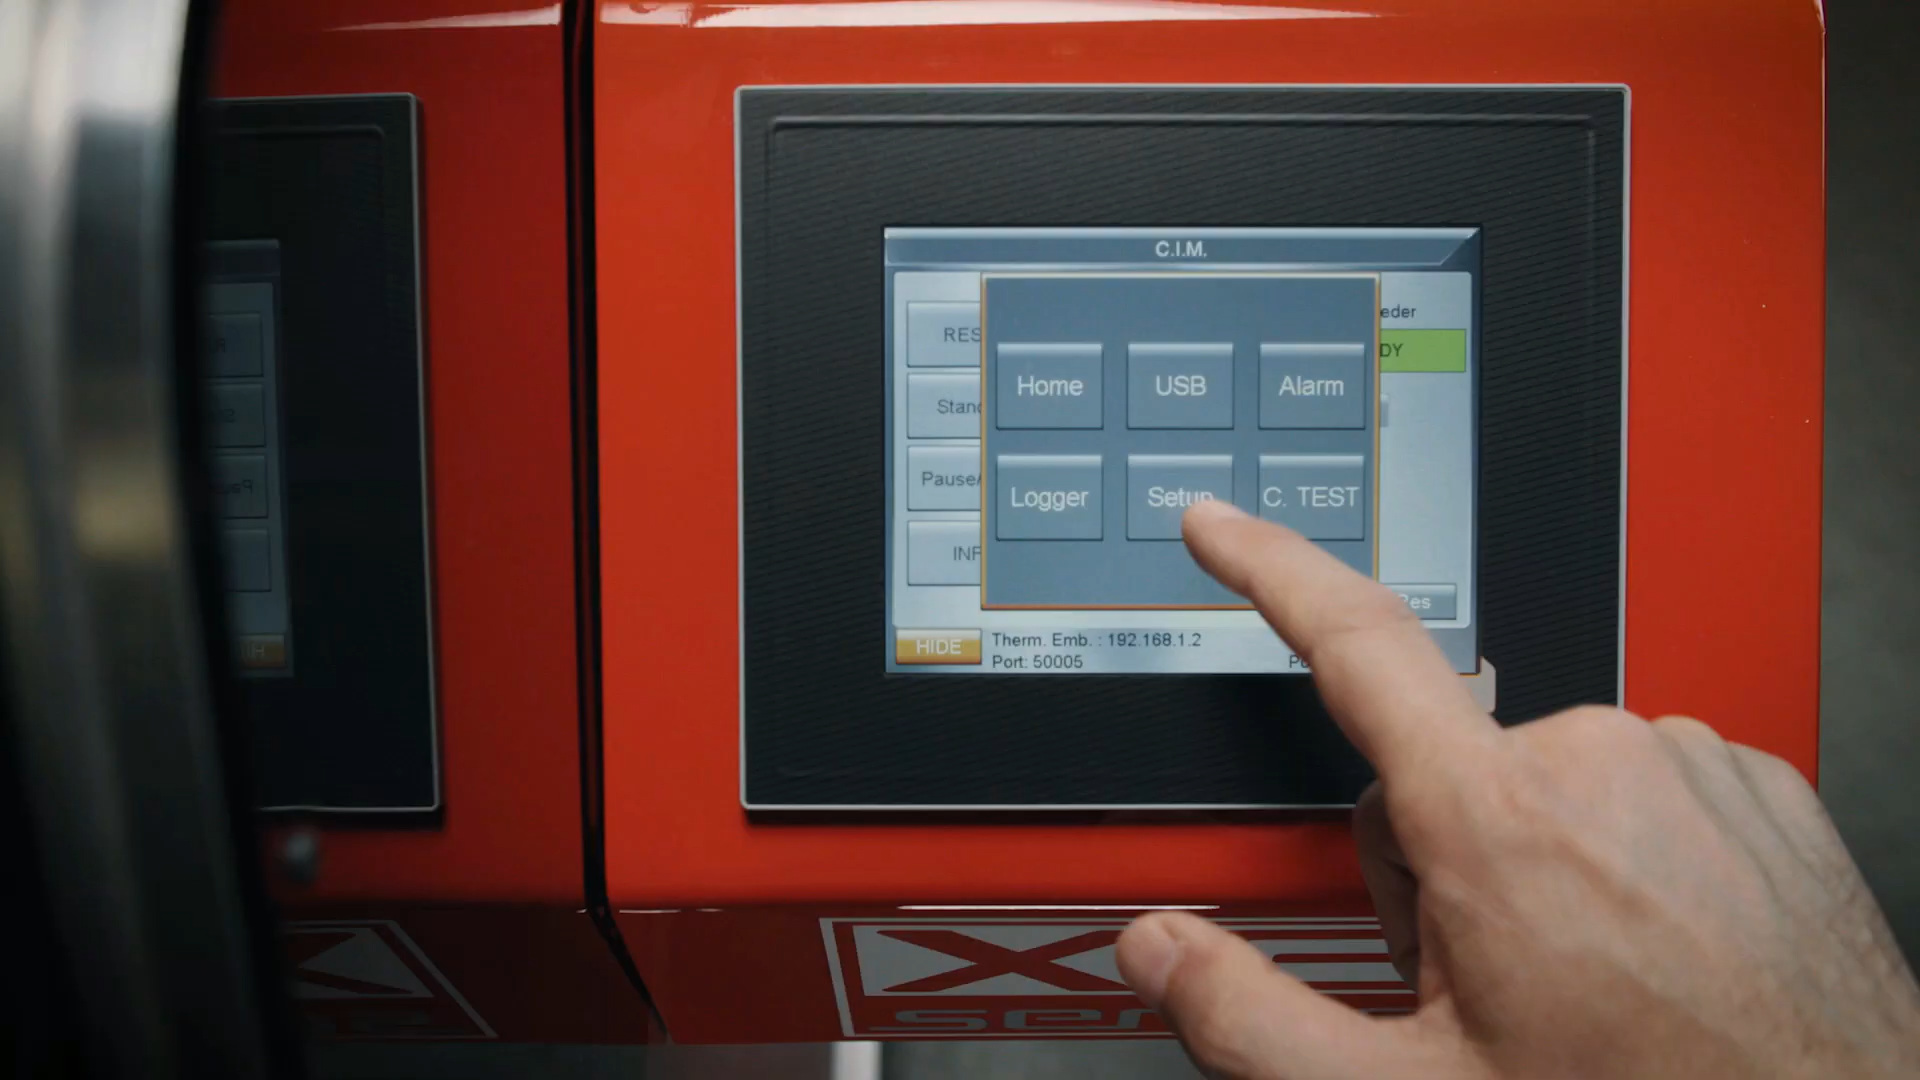 C.I.M.
eder
RES
DY
Home
USB
Alarm
Stand
Pause/
Logger
Setup
C. TEST
INF
Res
HIDE
Therm. Emb. : 192.168.1.2
Port: 50005